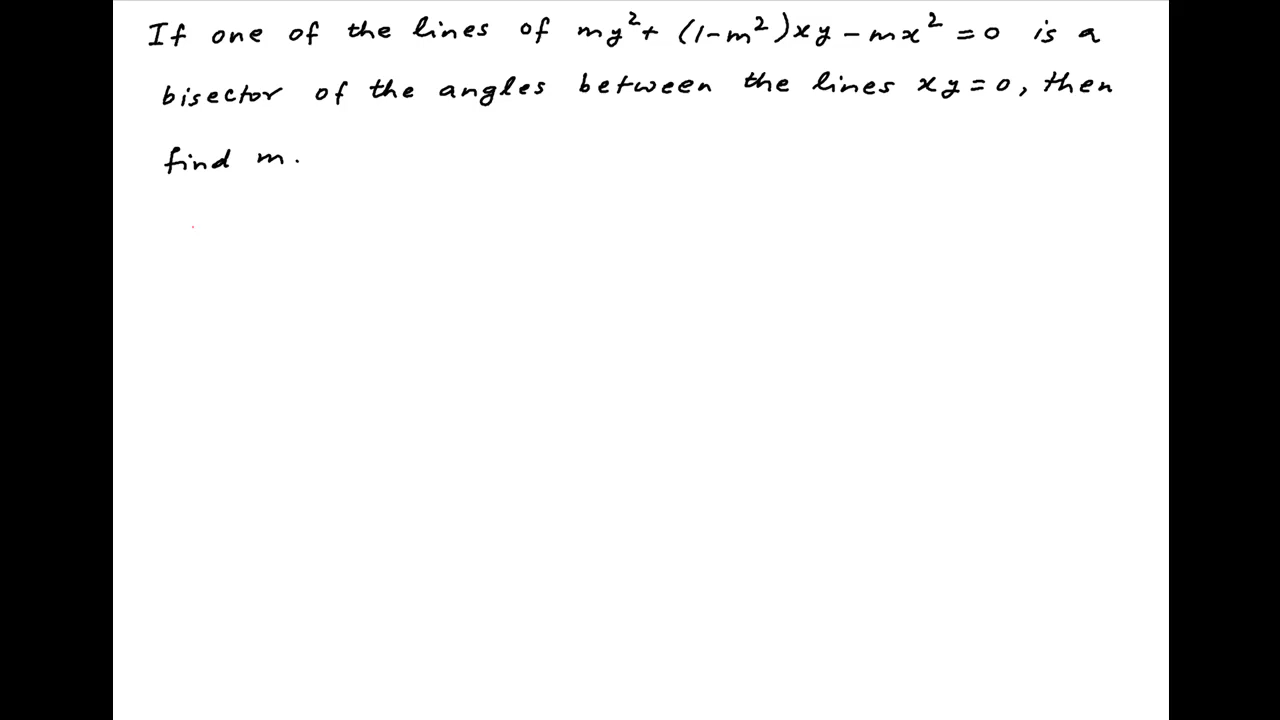 If one of the lines of my² + (1-m²)xy - mx² = 0 is a
bisector of the angles between the lines xy = 0, then
find m.